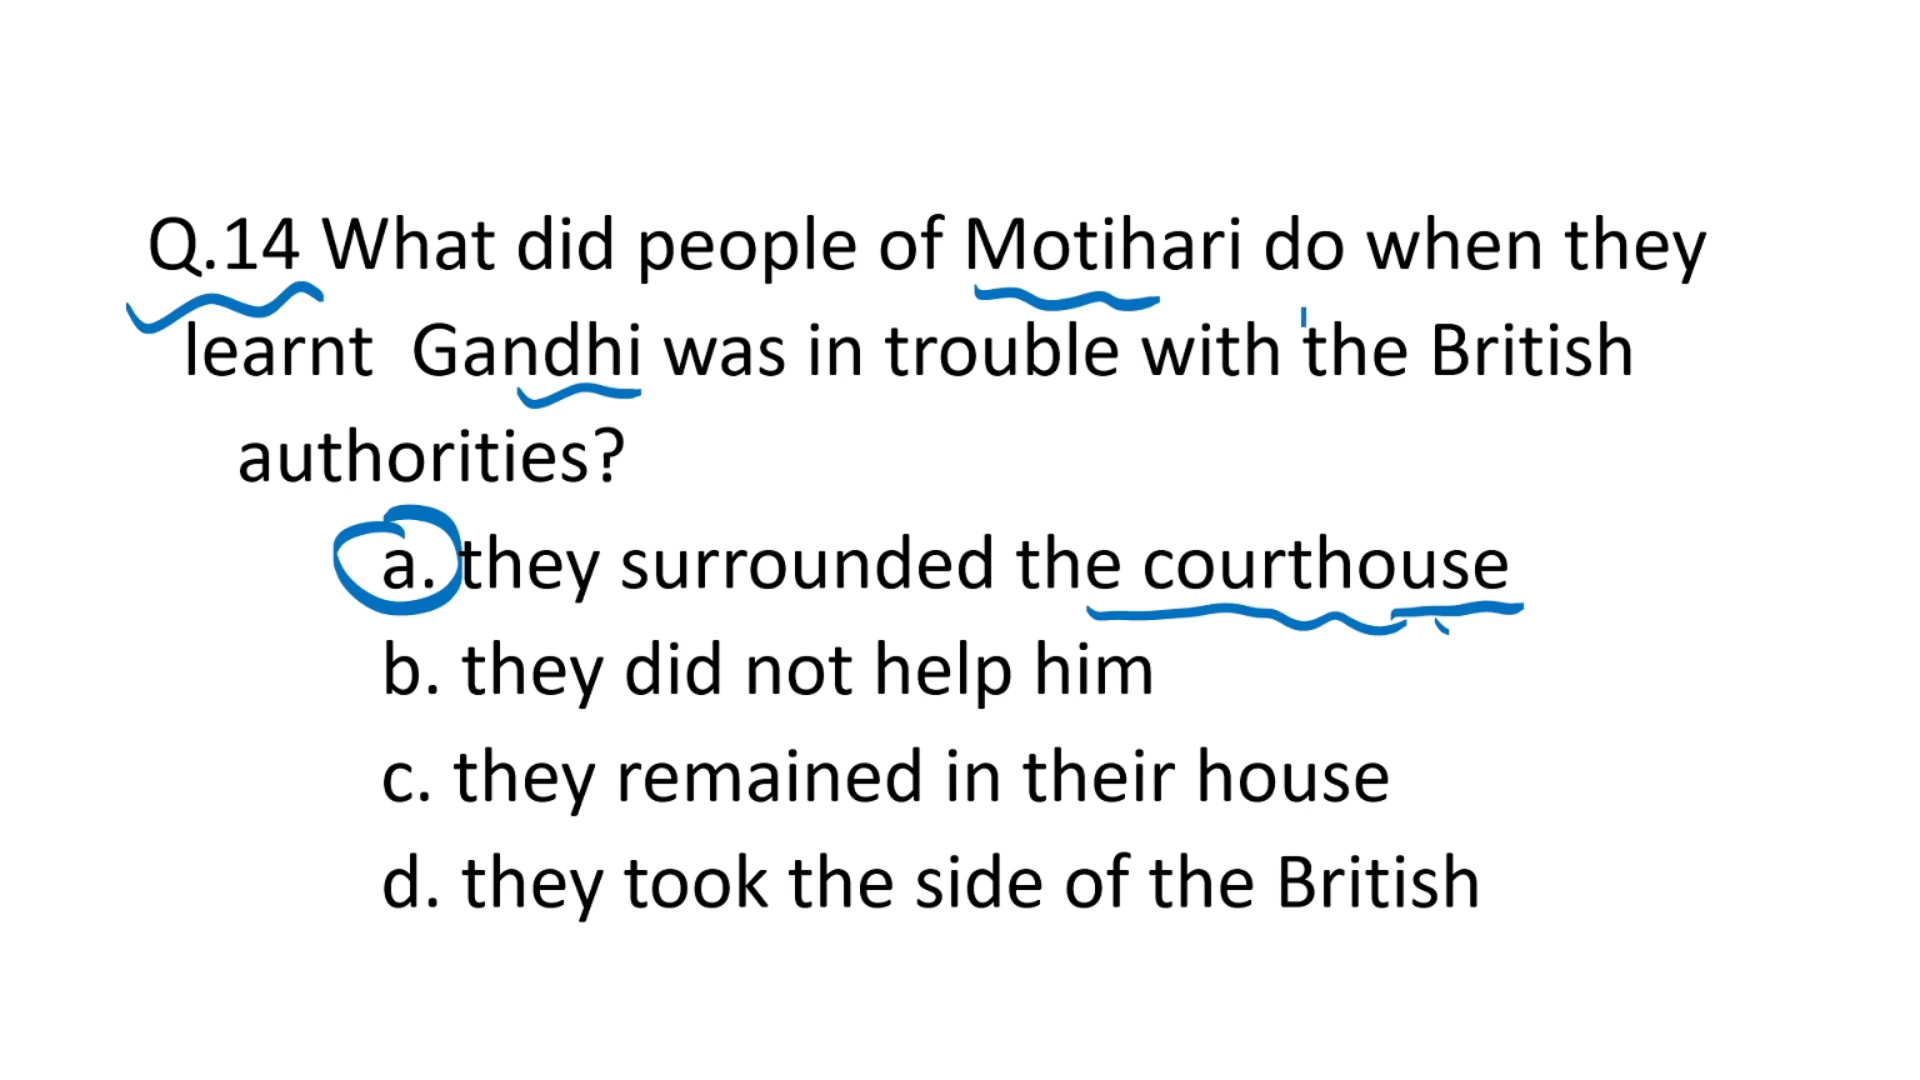 Q.14 What did people of Motihari do when they
learnt Gandhi was in trouble with the British
authorities?
a. they surrounded the courthouse
b. they did not help him
c. they remained in their house
d. they took the side of the British